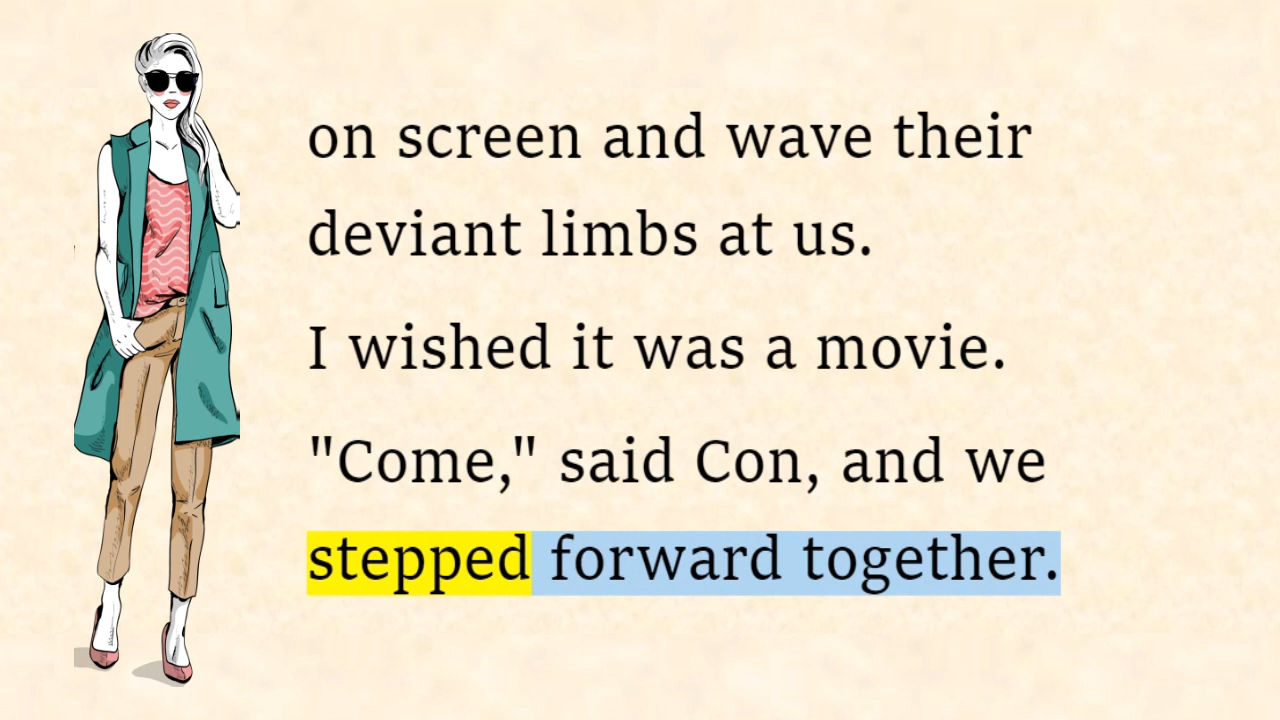 on screen and wave their
deviant limbs at us.
I wished it was a movie.
"Come," said Con, and we
stepped forward together.